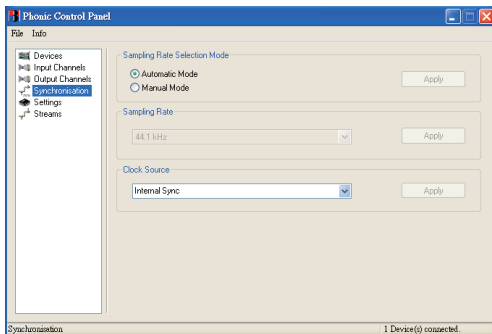 Phonic Control Panel
File Info
Devices
Input Channels
Output Channels
Synchronisation
Settings
Streams
Sampling Rate Selection Mode
Automatic Mode
Manual Mode
Apply
Sampling Rate
44.1 kHz
Apply
Clock Source
Internal Sync
Apply
Synchronisation
1 Device(s) connected.